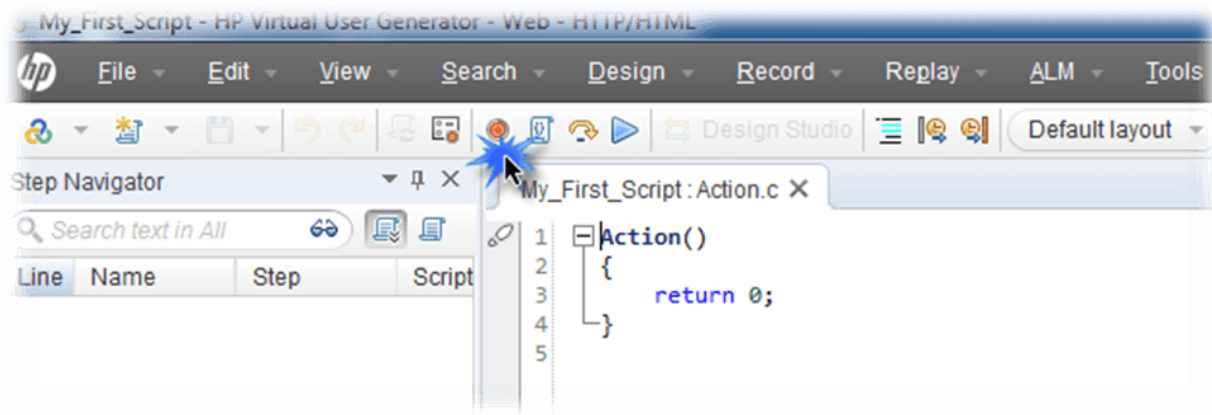 My_First_Script - HP Virtual User Generator - Web - HTTP/HTML
hp File Edit View Search Design Record Replay ALM Tools
Design Studio Default layout
Step Navigator
My_First_Script : Action.c
Search text in All
Line Name Step Script
1 Action()
2 {
3 return 0;
4 }
5